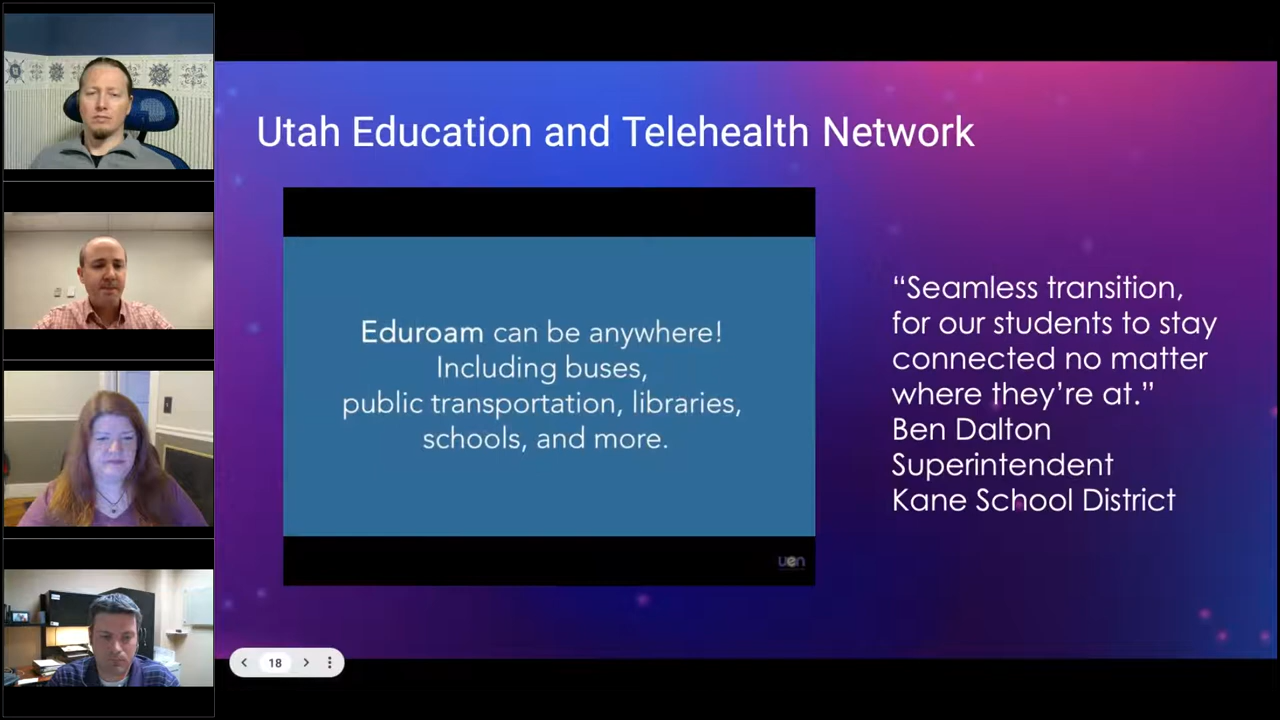 Utah Education and Telehealth Network
Eduroam can be anywhere!
Including buses,
public transportation, libraries,
schools, and more.
uen
“Seamless transition,
for our students to stay
connected no matter
where they’re at.”
Ben Dalton
Superintendent
Kane School District
18